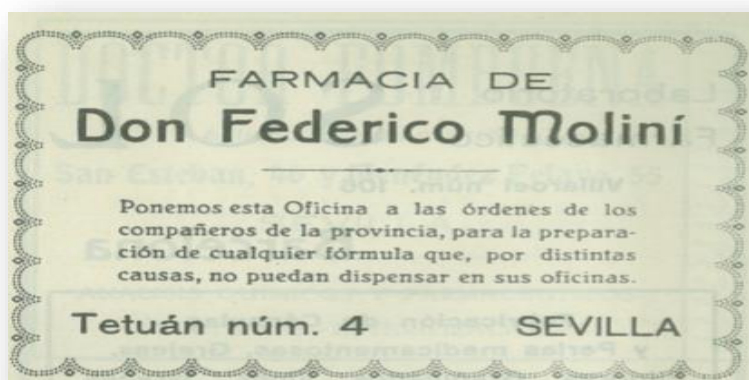 FARMACIA DE
Don Federico Moliní
Ponemos esta Oficina a las órdenes de los
compañeros de la provincia, para la prepara-
ción de cualquier fórmula que, por distintas
causas, no puedan dispensar en sus oficinas.
Tetuán núm. 4 SEVILLA